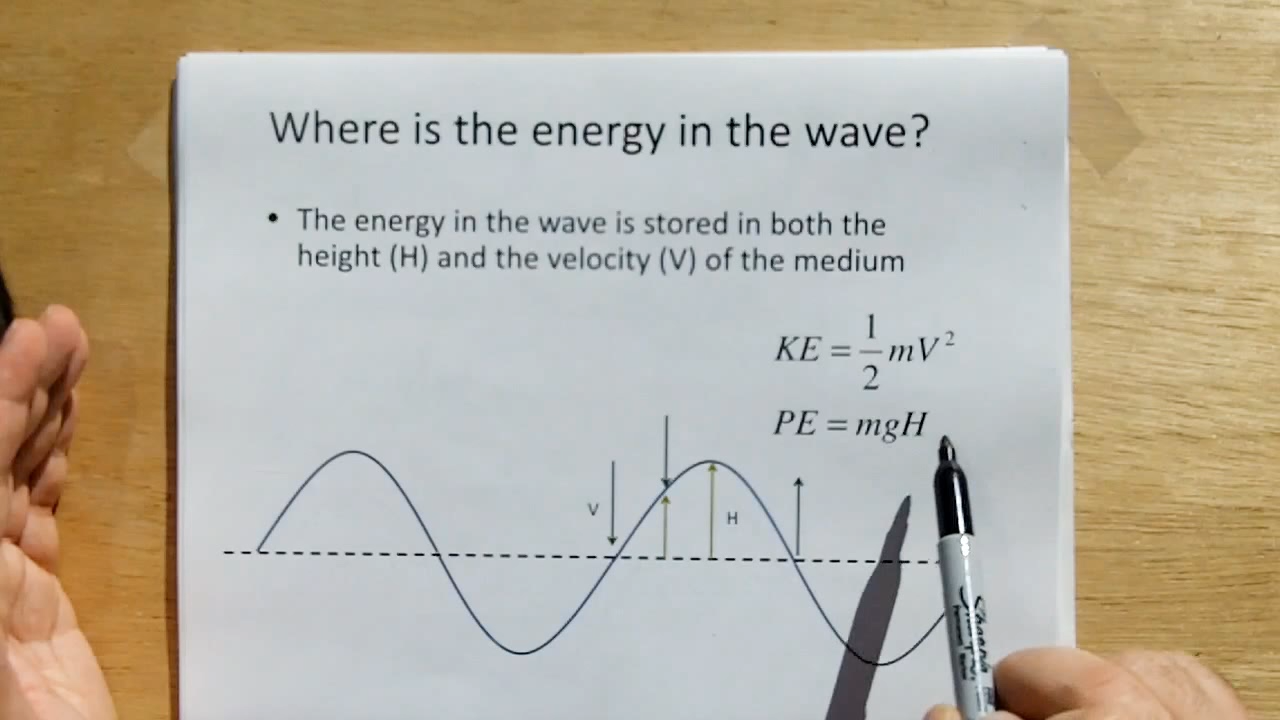 Where is the energy in the wave?
• The energy in the wave is stored in both the
height (H) and the velocity (V) of the medium
KE = 1/2 mV²
PE = mgH
V
H
Sharpie